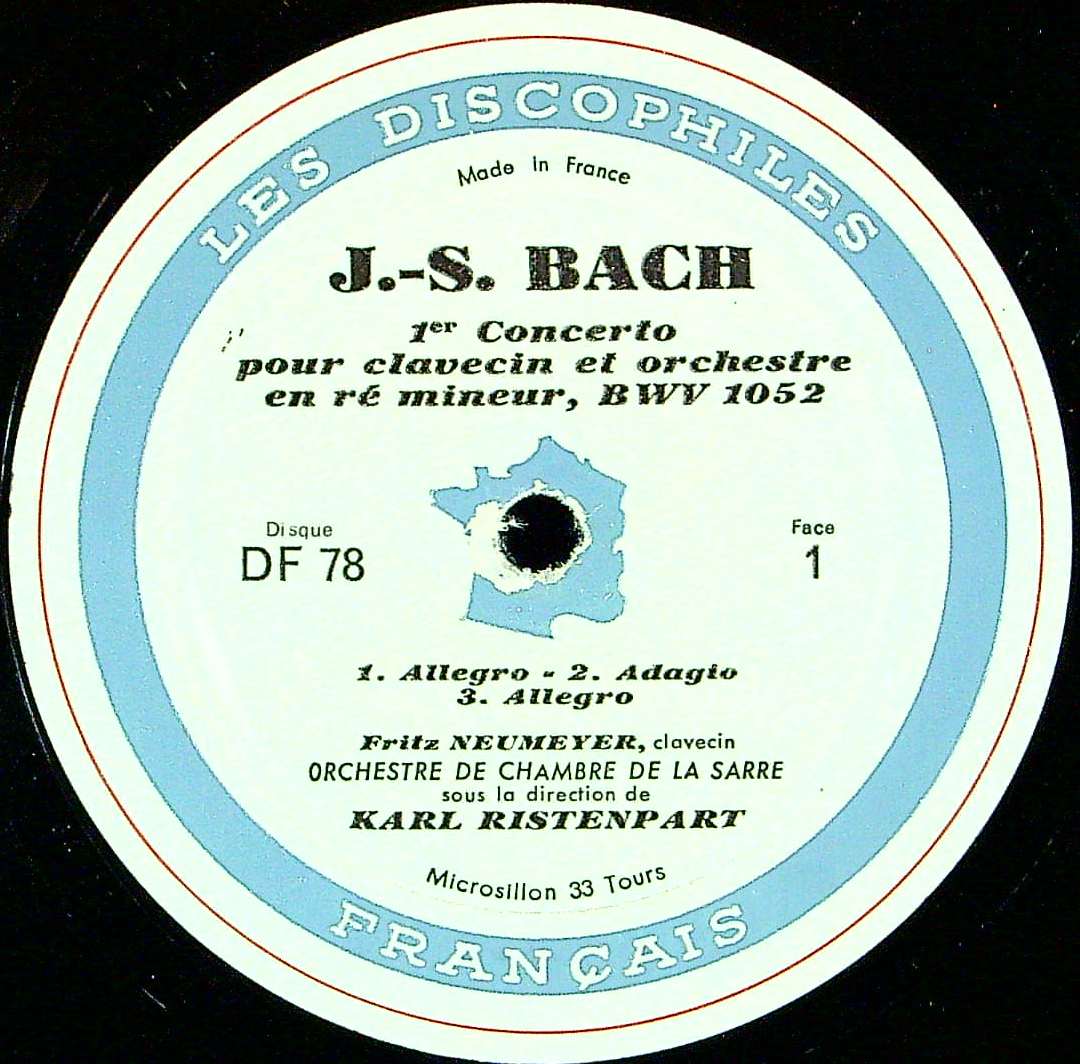 LES DISCOPHILES
Made In France
J.-S. BACH
1er Concerto
pour clavecin et orchestre
en ré mineur, BWV 1052
Disque
DF 78
Face
1
1. Allegro - 2. Adagio
3. Allegro
Fritz NEUMEYER, clavecin
ORCHESTRE DE CHAMBRE DE LA SARRE
sous la direction de
KARL RISTENPART
Microsillon 33 Tours
FRANÇAIS